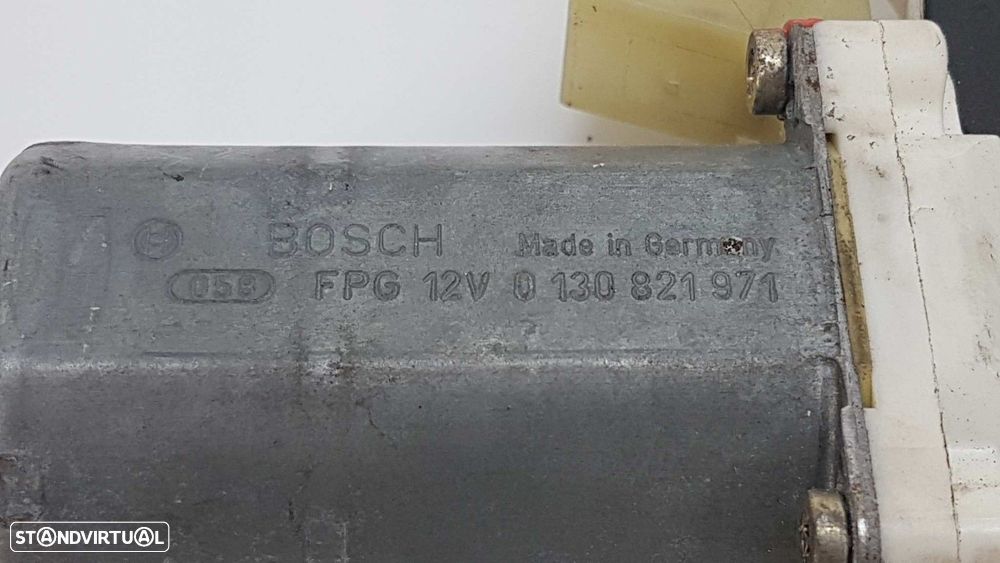 BOSCH Made in Germany
058 FPG 12V 0 130 821 971
STANDVIRTUAL